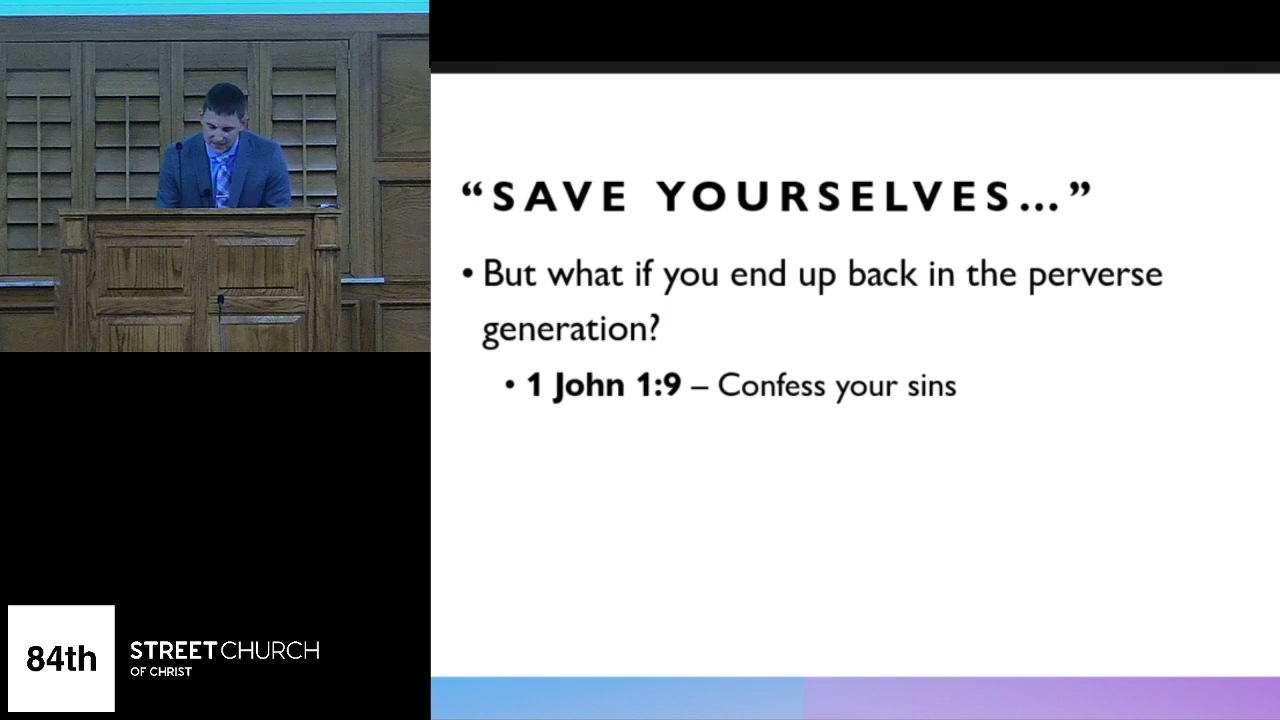 “SAVE YOURSELVES…”
• But what if you end up back in the perverse
generation?
• 1 John 1:9 – Confess your sins
84th
STREET CHURCH
OF CHRIST